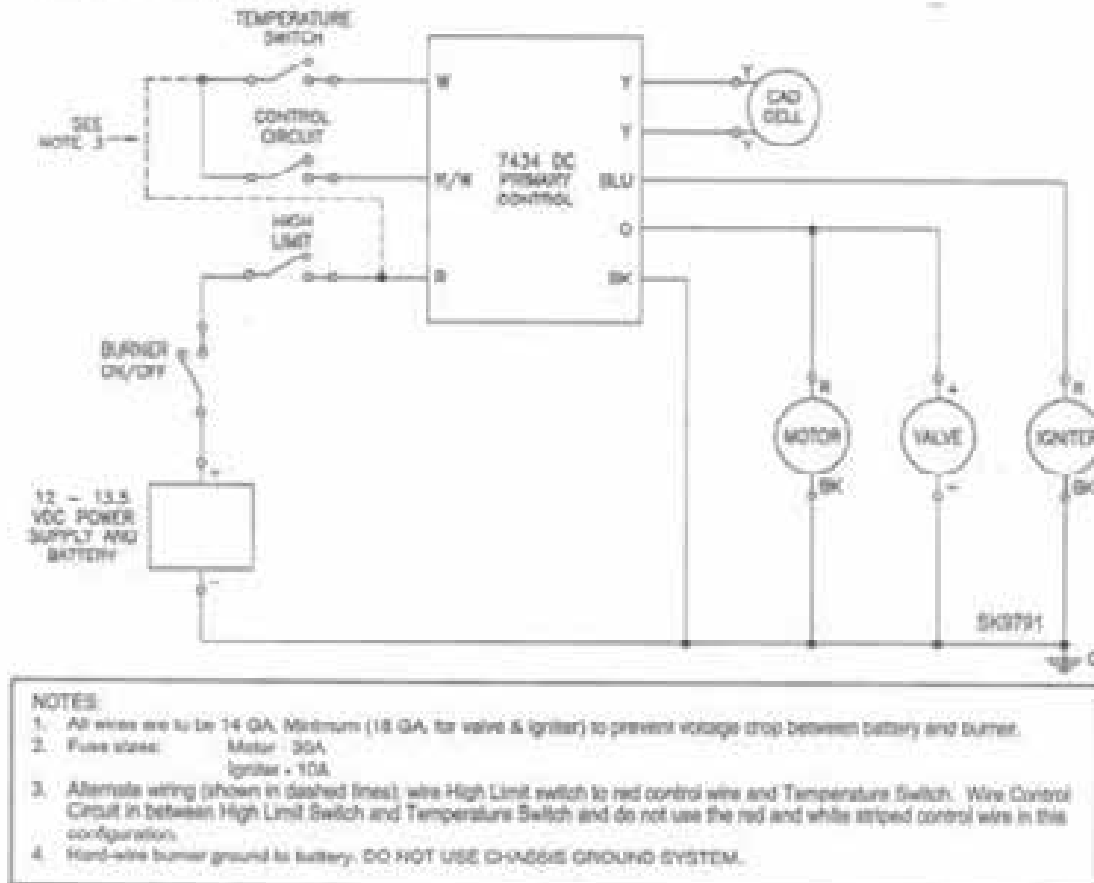 TEMPERATURE
SWITCH
SEE
NOTE 3
CONTROL
CIRCUIT
HIGH
LIMIT
BURNER
ON/OFF
12 - 13.5
VDC POWER
SUPPLY AND
BATTERY
+
-
W
R/W
R
7434 DC
PRIMARY
CONTROL
Y
Y
BLU
O
BK
Y
Y
CAD
CELL
R
MOTOR
BK
+
VALVE
-
R
IGNITER
BK
SK9791
NOTES:
1. All wires are to be 14 GA. Minimum (18 GA. for valve & igniter) to prevent voltage drop between battery and burner.
2. Fuse sizes: Motor - 30A
Igniter - 10A
3. Alternate wiring (shown in dashed lines); wire High Limit switch to red control wire and Temperature Switch. Wire Control
Circuit in between High Limit Switch and Temperature Switch and do not use the red and white striped control wire in this
configuration.
4. Hard-wire burner ground to battery. DO NOT USE CHASSIS GROUND SYSTEM.